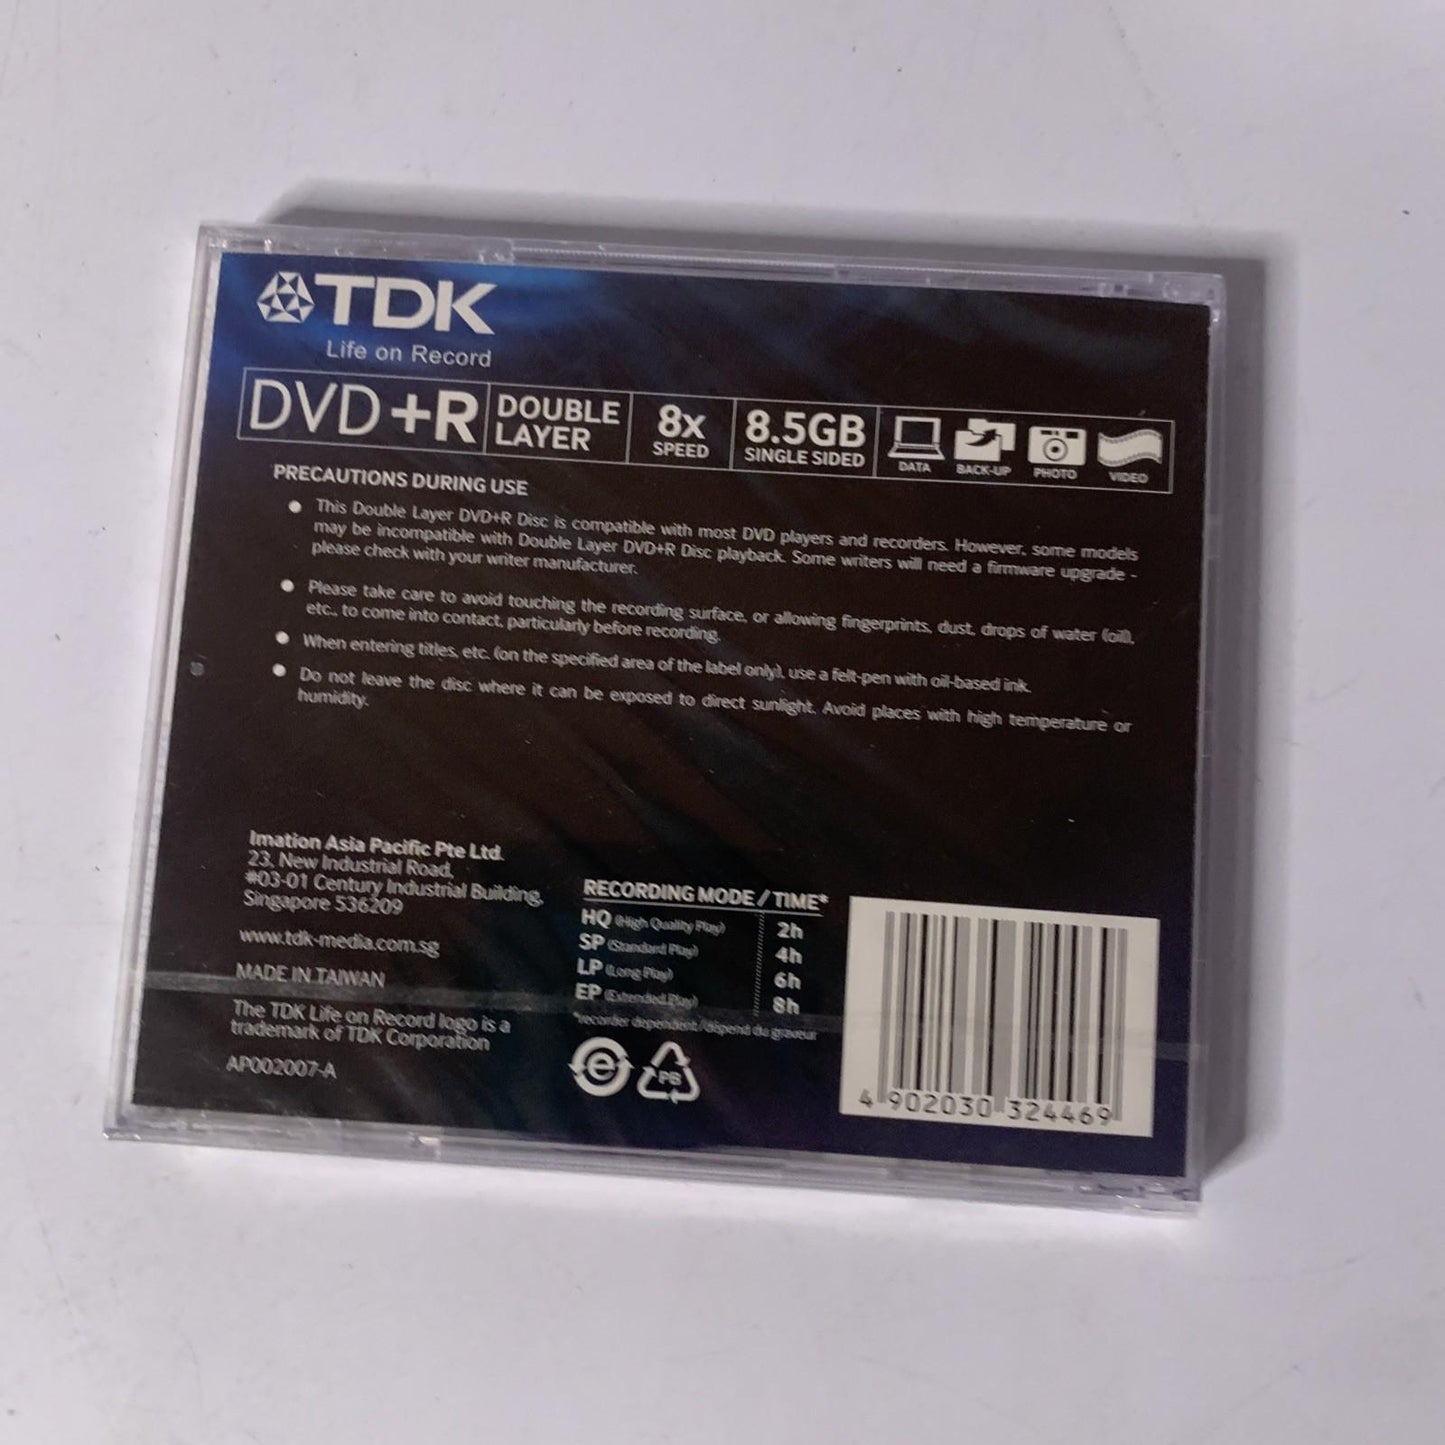 TDK
Life on Record
DVD+R DOUBLE LAYER 8x SPEED 8.5GB SINGLE SIDED DATA BACK-UP PHOTO VIDEO
PRECAUTIONS DURING USE
This Double Layer DVD+R Disc is compatible with most DVD players and recorders. However, some models
may be incompatible with Double Layer DVD+R Disc playback. Some writers will need a firmware upgrade -
please check with your writer manufacturer.
Please take care to avoid touching the recording surface, or allowing fingerprints, dust, drops of water (oil),
etc., to come into contact, particularly before recording.
When entering titles, etc. (on the specified area of the label only), use a felt-pen with oil-based ink.
Do not leave the disc where it can be exposed to direct sunlight. Avoid places with high temperature or
humidity.
Imation Asia Pacific Pte Ltd.
23, New Industrial Road,
#03-01 Century Industrial Building,
Singapore 536209
www.tdk-media.com.sg
MADE IN TAIWAN
The TDK Life on Record logo is a
trademark of TDK Corporation
AP002007-A
RECORDING MODE / TIME*
HQ (High Quality Play) 2h
SP (Standard Play) 4h
LP (Long Play) 6h
EP (Extended Play) 8h
*recorder dependent / dépend du graveur
e
PB
4 902030 324469